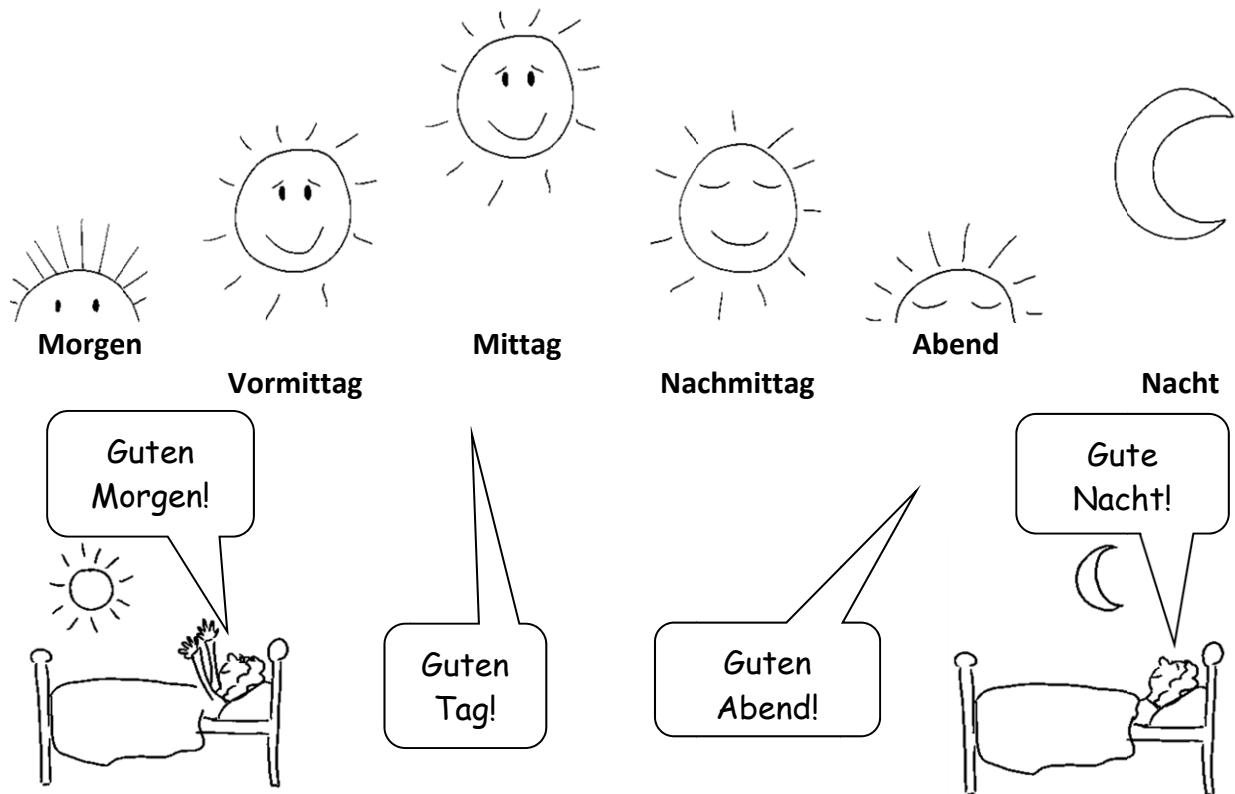 Morgen Mittag Abend
Vormittag Nachmittag Nacht
Guten
Morgen!
Guten
Tag!
Guten
Abend!
Gute
Nacht!